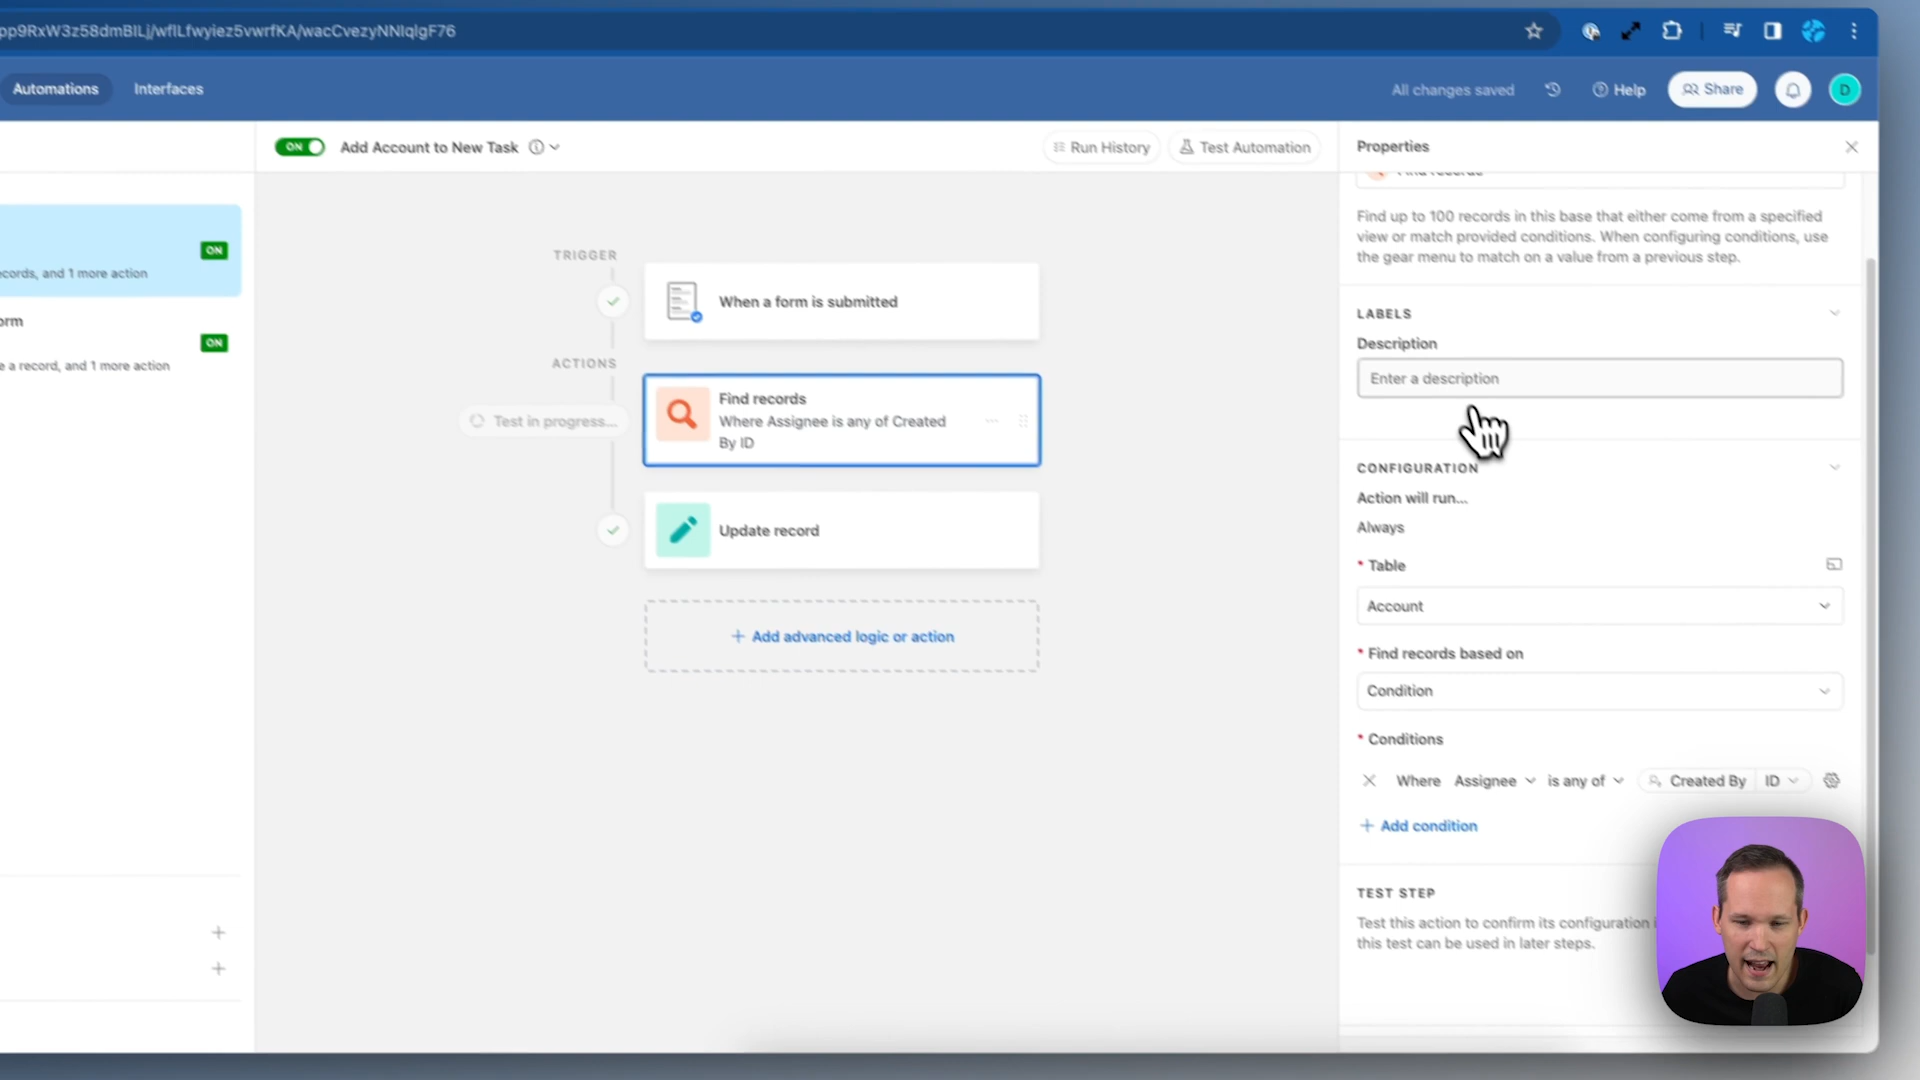 pp9RxW3z58dmBILj/wflLfwyiez5vwrfKA/wacCvezyNNIqlgF76
Automations
Interfaces
All changes saved
Help
Share
D
ON
Add Account to New Task
Run History
Test Automation
Properties
Find records
Find up to 100 records in this base that either come from a specified
view or match provided conditions. When configuring conditions, use
the gear menu to match on a value from a previous step.
ON
ecords, and 1 more action
orm
ON
e a record, and 1 more action
TRIGGER
When a form is submitted
ACTIONS
Test in progress...
Find records
Where Assignee is any of Created
By ID
Update record
+ Add advanced logic or action
LABELS
Description
Enter a description
CONFIGURATION
Action will run...
Always
* Table
Account
* Find records based on
Condition
* Conditions
Where Assignee is any of Created By ID
+ Add condition
TEST STEP
Test this action to confirm its configuration i
this test can be used in later steps.